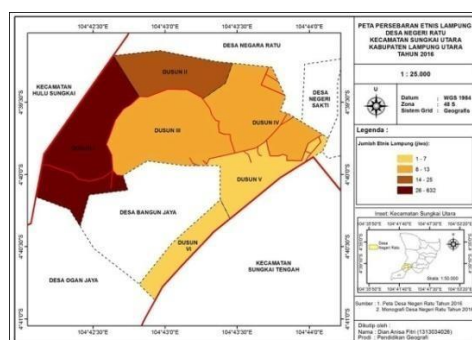 PETA PERSEBARAN ETNIS LAMPUNG
DESA NEGERI RATU
KECAMATAN SUNGKAI UTARA
KABUPATEN LAMPUNG UTARA
TAHUN 2016
1 : 25.000
U
Datum : WGS 1984
Zona : 48 S
Sistem Grid : Geografis
Legenda :
Jumlah Etnis Lampung (jiwa)
1 - 7
8 - 13
14 - 25
26 - 632
Inset: Kecamatan Sungkai Utara
Desa
Negeri Ratu
Sumber : 1. Peta Desa Negeri Ratu Tahun 2016
2. Monografi Desa Negeri Ratu Tahun 2016
Dikutip oleh :
Nama : Dian Anisa Fitri (1313034026)
Prodi : Pendidikan Geografi
104°42'0"E
104°42'30"E
104°43'0"E
104°43'30"E
104°44'0"E
DESA NEGARA RATU
KECAMATAN
HULU SUNGKAI
DUSUN II
DESA
NEGERI
SAKTI
DUSUN III
DUSUN IV
DUSUN V
DESA BANGUN JAYA
DUSUN
VI
KECAMATAN
SUNGKAI TENGAH
DESA OGAN JAYA